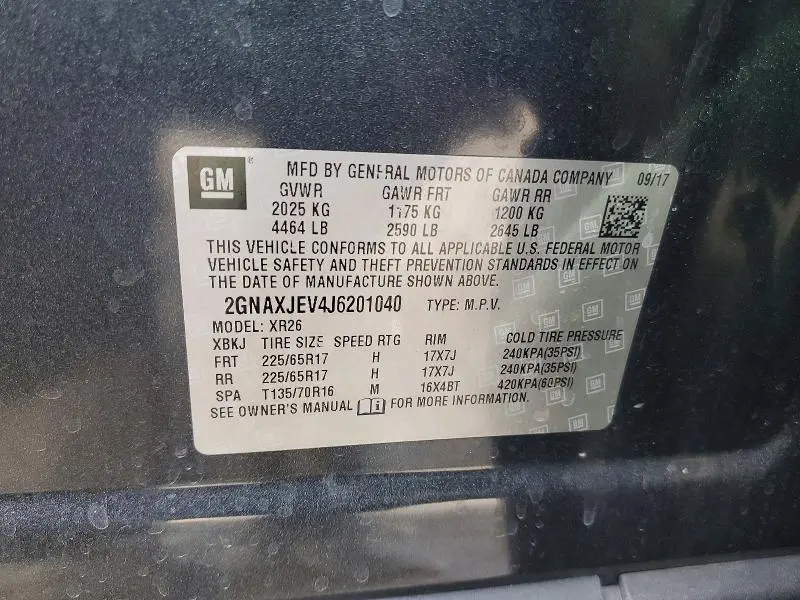 GM ® MFD BY GENERAL MOTORS OF CANADA COMPANY 09/17
GVWR GAWR FRT GAWR RR
2025 KG 1175 KG 1200 KG
4464 LB 2590 LB 2645 LB
THIS VEHICLE CONFORMS TO ALL APPLICABLE U.S. FEDERAL MOTOR
VEHICLE SAFETY AND THEFT PREVENTION STANDARDS IN EFFECT ON
THE DATE OF MANUFACTURE SHOWN ABOVE.
2GNAXJEV4J6201040 TYPE: M.P.V.
MODEL: XR26
XBKJ TIRE SIZE SPEED RTG RIM COLD TIRE PRESSURE
FRT 225/65R17 H 17X7J 240KPA(35PSI)
RR 225/65R17 H 17X7J 240KPA(35PSI)
SPA T135/70R16 M 16X4BT 420KPA(60PSI)
SEE OWNER'S MANUAL FOR MORE INFORMATION.